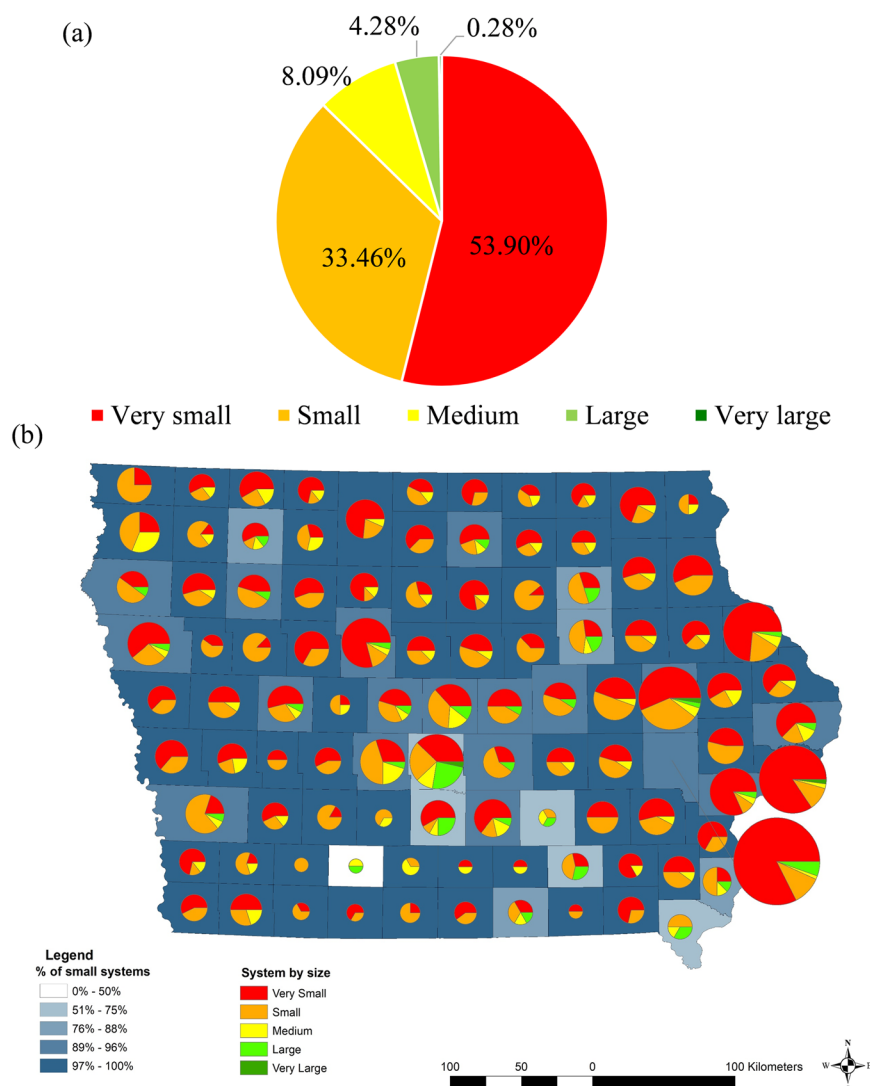 (a)
4.28%
0.28%
8.09%
33.46%
53.90%
Very small
Small
Medium
Large
Very large
(b)
Legend
% of small systems
0% - 50%
51% - 75%
76% - 88%
89% - 96%
97% - 100%
System by size
Very Small
Small
Medium
Large
Very Large
100 50 0 100 Kilometers
N
W E
S